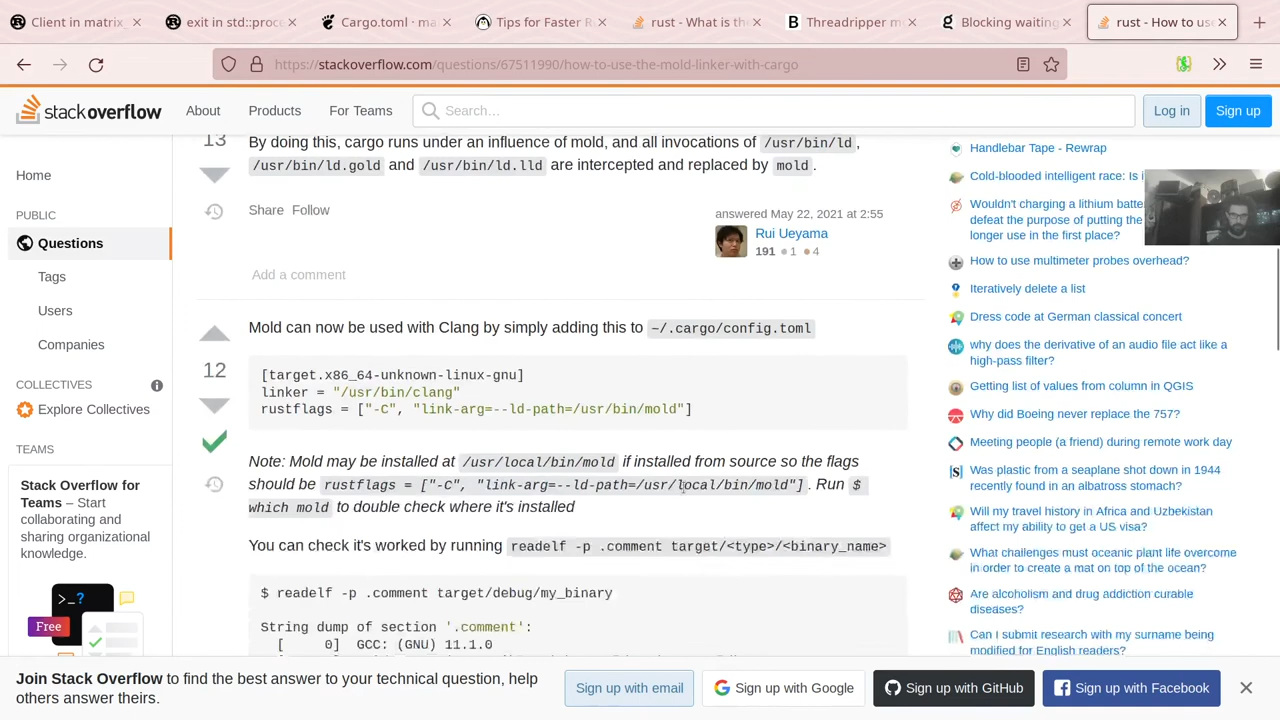 Client in matrix_
exit in std::proce
Cargo.toml - ma
Tips for Faster R
rust - What is the
Threadripper m
Blocking waiting
rust - How to use
https://stackoverflow.com/questions/67511990/how-to-use-the-mold-linker-with-cargo
stack overflow
About
Products
For Teams
Search...
Log in
Sign up
Home
PUBLIC
Questions
Tags
Users
Companies
COLLECTIVES
Explore Collectives
TEAMS
Stack Overflow for
Teams – Start
collaborating and
sharing organizational
knowledge.
>_?
Free
13
By doing this, cargo runs under an influence of mold, and all invocations of /usr/bin/ld,
/usr/bin/ld.gold and /usr/bin/ld.lld are intercepted and replaced by mold.
Share Follow
answered May 22, 2021 at 2:55
Rui Ueyama
191 1 4
Add a comment
Mold can now be used with Clang by simply adding this to ~/.cargo/config.toml
12
[target.x86_64-unknown-linux-gnu]
linker = "/usr/bin/clang"
rustflags = ["-C", "link-arg=--ld-path=/usr/bin/mold"]
Note: Mold may be installed at /usr/local/bin/mold if installed from source so the flags
should be rustflags = ["-C", "link-arg=--ld-path=/usr/local/bin/mold"]. Run $
which mold to double check where it's installed
You can check it's worked by running readelf -p .comment target/<type>/<binary_name>
$ readelf -p .comment target/debug/my_binary
String dump of section '.comment':
[ 0] GCC: (GNU) 11.1.0
Handlebar Tape - Rewrap
Cold-blooded intelligent race: Is i
Wouldn't charging a lithium batte
defeat the purpose of putting the
longer use in the first place?
How to use multimeter probes overhead?
Iteratively delete a list
Dress code at German classical concert
why does the derivative of an audio file act like a
high-pass filter?
Getting list of values from column in QGIS
Why did Boeing never replace the 757?
Meeting people (a friend) during remote work day
Was plastic from a seaplane shot down in 1944
recently found in an albatross stomach?
Will my travel history in Africa and Uzbekistan
affect my ability to get a US visa?
What challenges must oceanic plant life overcome
in order to create a mat on top of the ocean?
Are alcoholism and drug addiction curable
diseases?
Can I submit research with my surname being
modified for English readers?
Join Stack Overflow to find the best answer to your technical question, help
others answer theirs.
Sign up with email
Sign up with Google
Sign up with GitHub
Sign up with Facebook